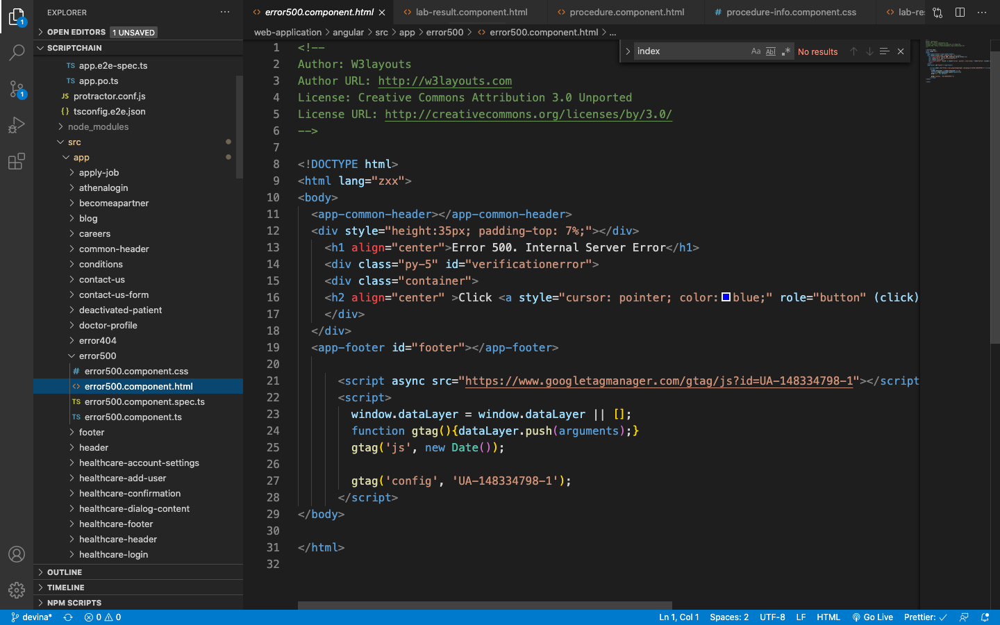 EXPLORER
OPEN EDITORS 1 UNSAVED
SCRIPTCHAIN
TS app.e2e-spec.ts
TS app.po.ts
JS protractor.conf.js
{} tsconfig.e2e.json
node_modules
src
app
apply-job
athenalogin
becomeapartner
blog
careers
common-header
conditions
contact-us
contact-us-form
deactivated-patient
doctor-profile
error404
error500
# error500.component.css
<> error500.component.html
TS error500.component.spec.ts
TS error500.component.ts
footer
header
healthcare-account-settings
healthcare-add-user
healthcare-confirmation
healthcare-dialog-content
healthcare-footer
healthcare-header
healthcare-login
OUTLINE
TIMELINE
NPM SCRIPTS
1
1
<> error500.component.html
<> lab-result.component.html
<> procedure.component.html
# procedure-info.component.css
<> lab-re
web-application > angular > src > app > error500 > <> error500.component.html > ...
index
Aa Abl .*
No results
1 <!--
2 Author: W3layouts
3 Author URL: http://w3layouts.com
4 License: Creative Commons Attribution 3.0 Unported
5 License URL: http://creativecommons.org/licenses/by/3.0/
6 -->
7
8 <!DOCTYPE html>
9 <html lang="zxx">
10 <body>
11 <app-common-header></app-common-header>
12 <div style="height:35px; padding-top: 7%;"></div>
13 <h1 align="center">Error 500. Internal Server Error</h1>
14 <div class="py-5" id="verificationerror">
15 <div class="container">
16 <h2 align="center" >Click <a style="cursor: pointer; color:blue;" role="button" (click)
17 </div>
18 </div>
19 <app-footer id="footer"></app-footer>
20
21 <script async src="https://www.googletagmanager.com/gtag/js?id=UA-148334798-1"></script
22 <script>
23 window.dataLayer = window.dataLayer || [];
24 function gtag(){dataLayer.push(arguments);}
25 gtag('js', new Date());
26
27 gtag('config', 'UA-148334798-1');
28 </script>
29 </body>
30
31 </html>
32
devina*
0 0
Ln 1, Col 1
Spaces: 2
UTF-8
LF
HTML
Go Live
Prettier: ✓